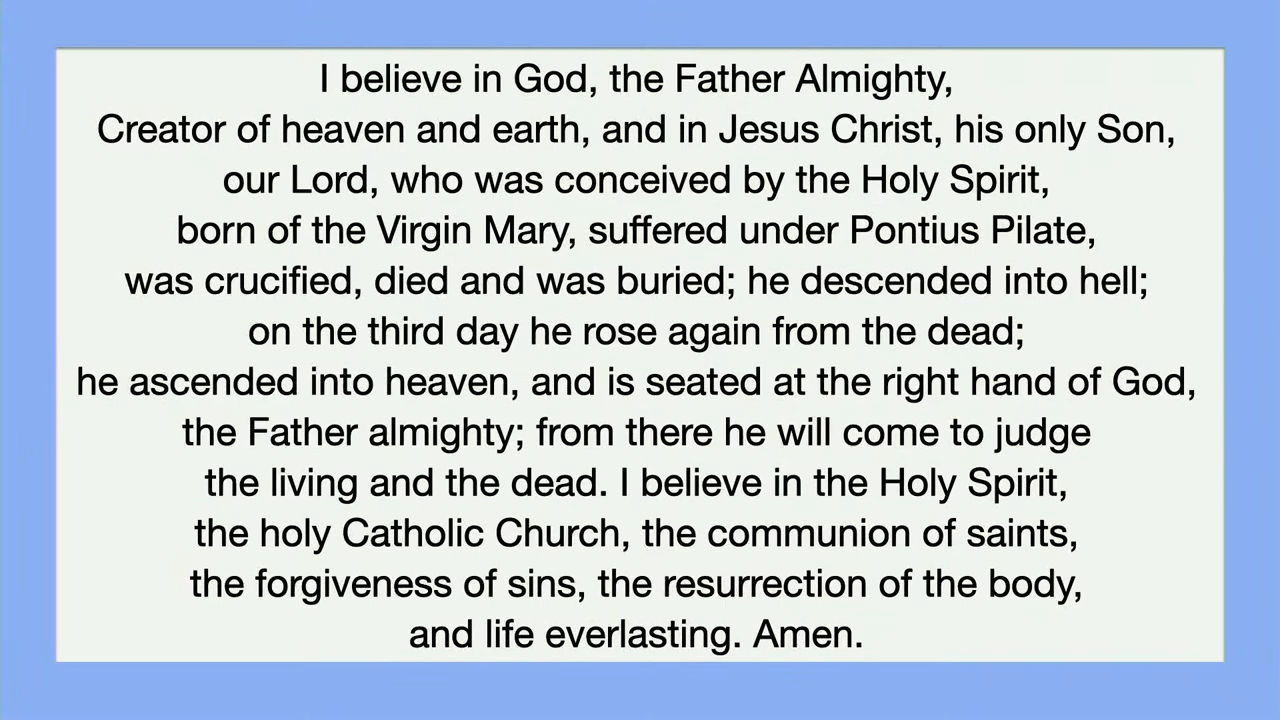 I believe in God, the Father Almighty,
Creator of heaven and earth, and in Jesus Christ, his only Son,
our Lord, who was conceived by the Holy Spirit,
born of the Virgin Mary, suffered under Pontius Pilate,
was crucified, died and was buried; he descended into hell;
on the third day he rose again from the dead;
he ascended into heaven, and is seated at the right hand of God,
the Father almighty; from there he will come to judge
the living and the dead. I believe in the Holy Spirit,
the holy Catholic Church, the communion of saints,
the forgiveness of sins, the resurrection of the body,
and life everlasting. Amen.